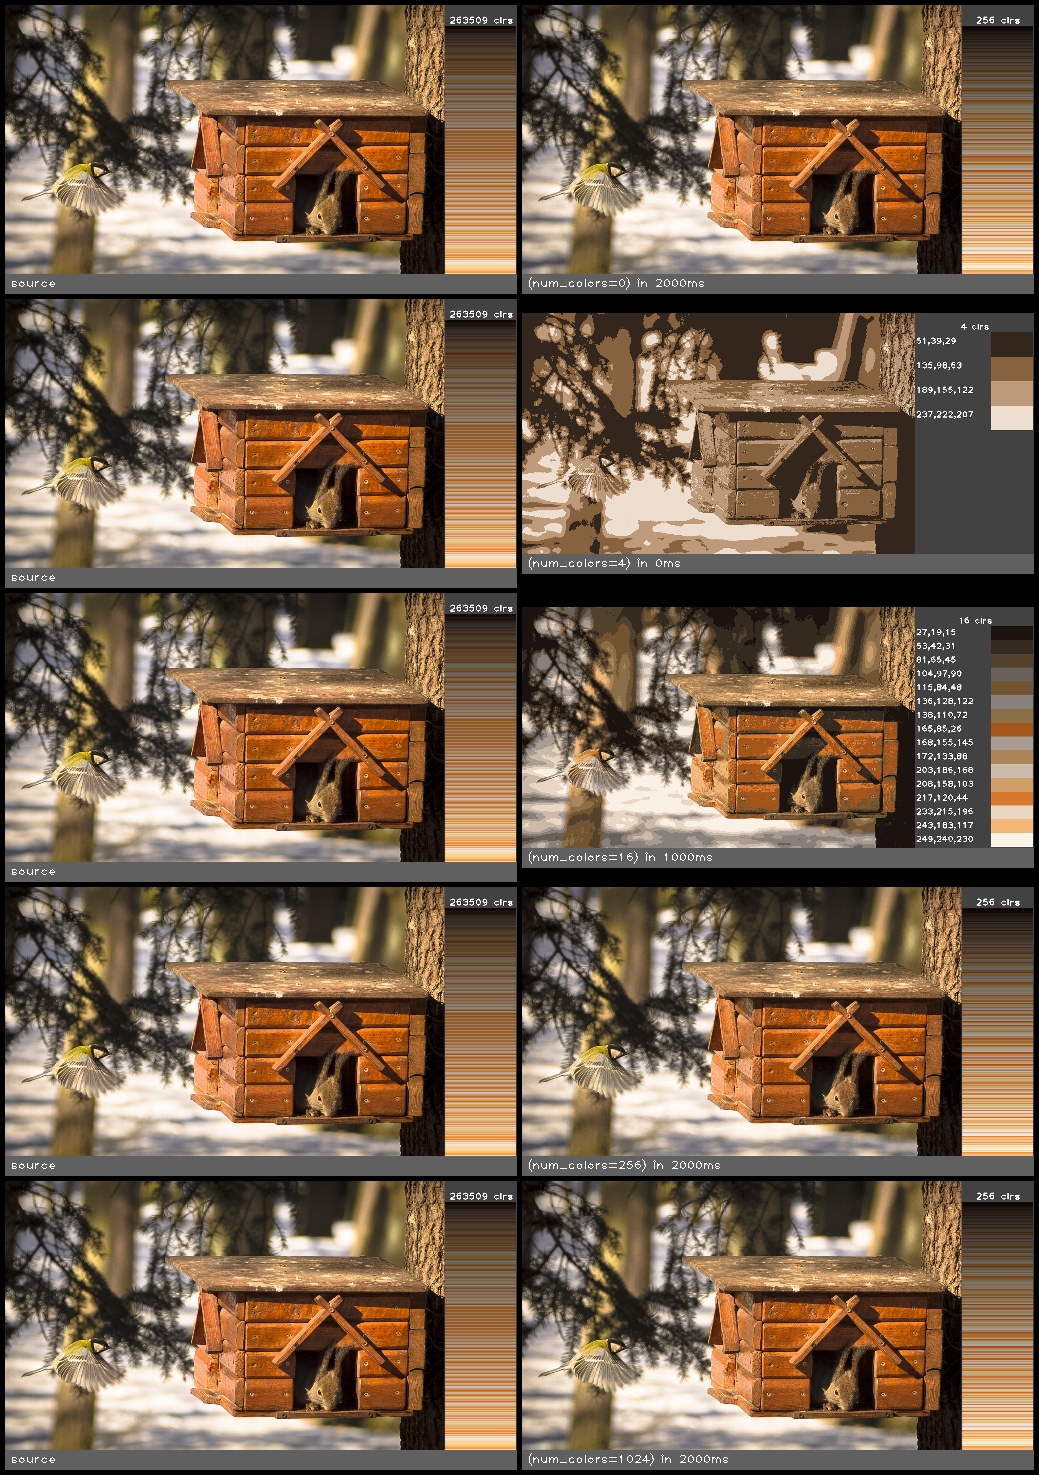 263509 clrs
source
256 clrs
(num_colors=0) in 2000ms
263509 clrs
source
4 clrs
51,39,29
135,98,63
189,155,122
237,222,207
(num_colors=4) in 0ms
263509 clrs
source
16 clrs
27,19,15
53,42,31
81,65,45
104,97,90
115,84,48
136,128,122
138,110,72
165,85,26
168,155,145
172,133,88
203,186,168
208,158,103
217,120,44
233,215,196
243,183,117
249,240,230
(num_colors=16) in 1000ms
263509 clrs
source
256 clrs
(num_colors=256) in 2000ms
263509 clrs
source
256 clrs
(num_colors=1024) in 2000ms